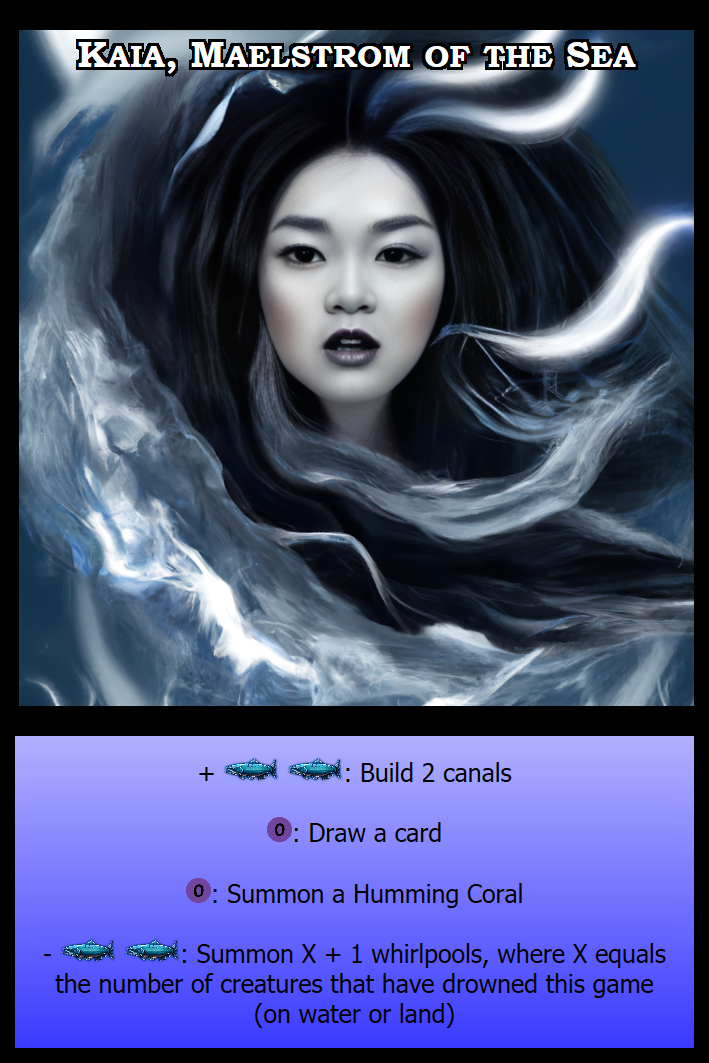 Kaia, Maelstrom of the Sea
+ : Build 2 canals
0: Draw a card
0: Summon a Humming Coral
- : Summon X + 1 whirlpools, where X equals
the number of creatures that have drowned this game
(on water or land)